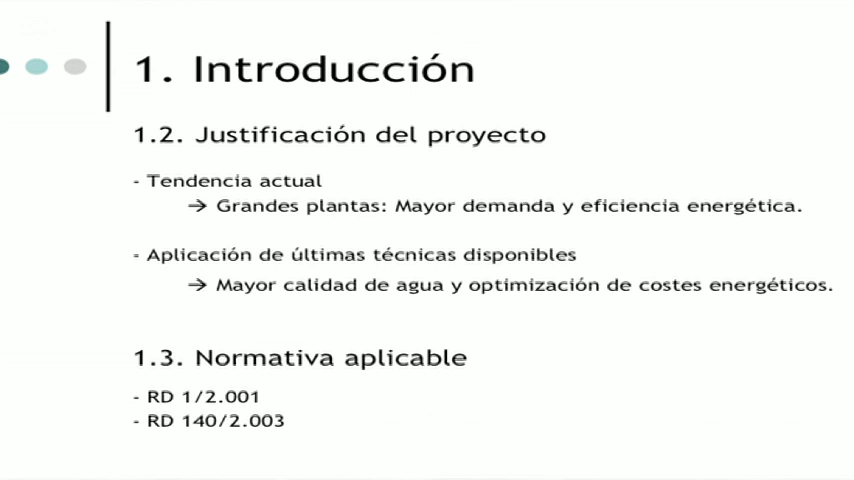 1. Introducción
1.2. Justificación del proyecto
- Tendencia actual
→ Grandes plantas: Mayor demanda y eficiencia energética.
- Aplicación de últimas técnicas disponibles
→ Mayor calidad de agua y optimización de costes energéticos.
1.3. Normativa aplicable
- RD 1/2.001
- RD 140/2.003